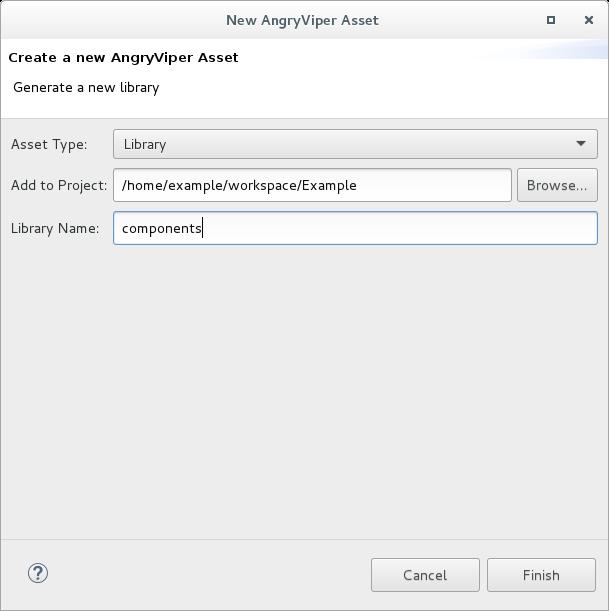 New AngryViper Asset
Create a new AngryViper Asset
Generate a new library
Asset Type: Library
Add to Project: /home/example/workspace/Example Browse...
Library Name: components
? Cancel Finish